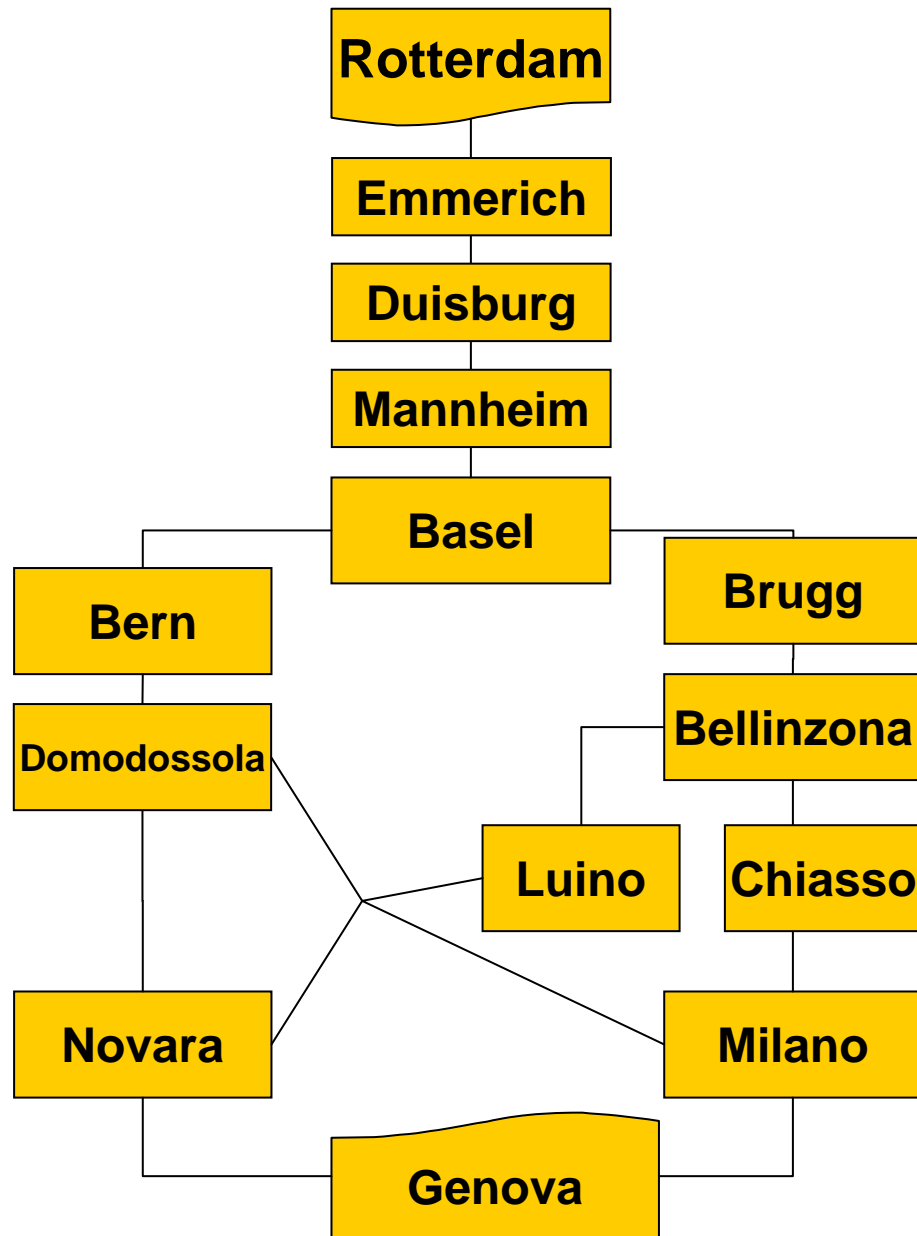 Rotterdam
Emmerich
Duisburg
Mannheim
Basel
Bern
Brugg
Domodossola
Bellinzona
Luino
Chiasso
Novara
Milano
Genova